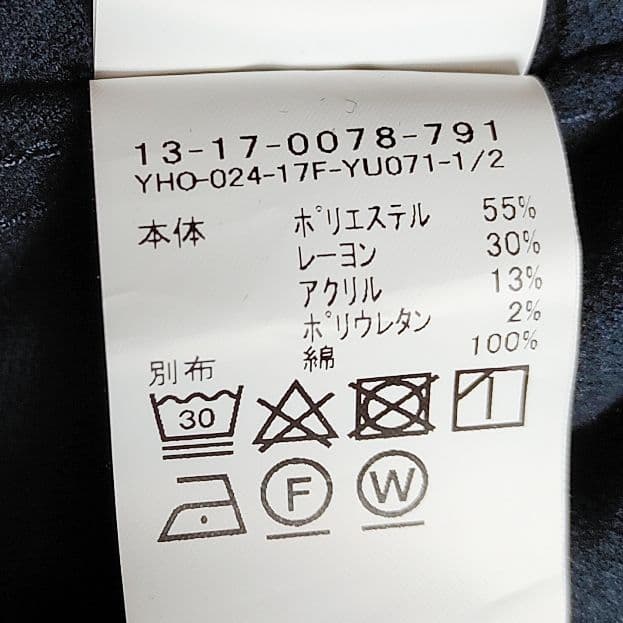 13-17-0078-791
YHO-024-17F-YU071-1/2
本体 ポリエステル 55%
レーヨン 30%
アクリル 13%
ポリウレタン 2%
別布 綿 100%
30
F W